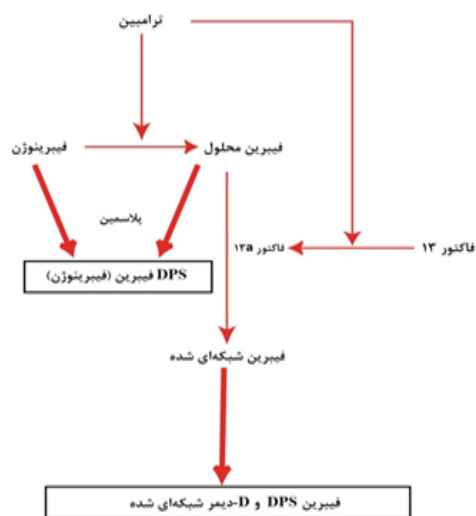 ترامبین
فیبرینوژن
فیبرین محلول
پلاسمین
فاکتور ۱۳
فاکتور ۱۳a
DPS فیبرین (فیبرینوژن)
فیبرین شبکه‌ای شده
فیبرین DPS و D-دیمر شبکه‌ای شده